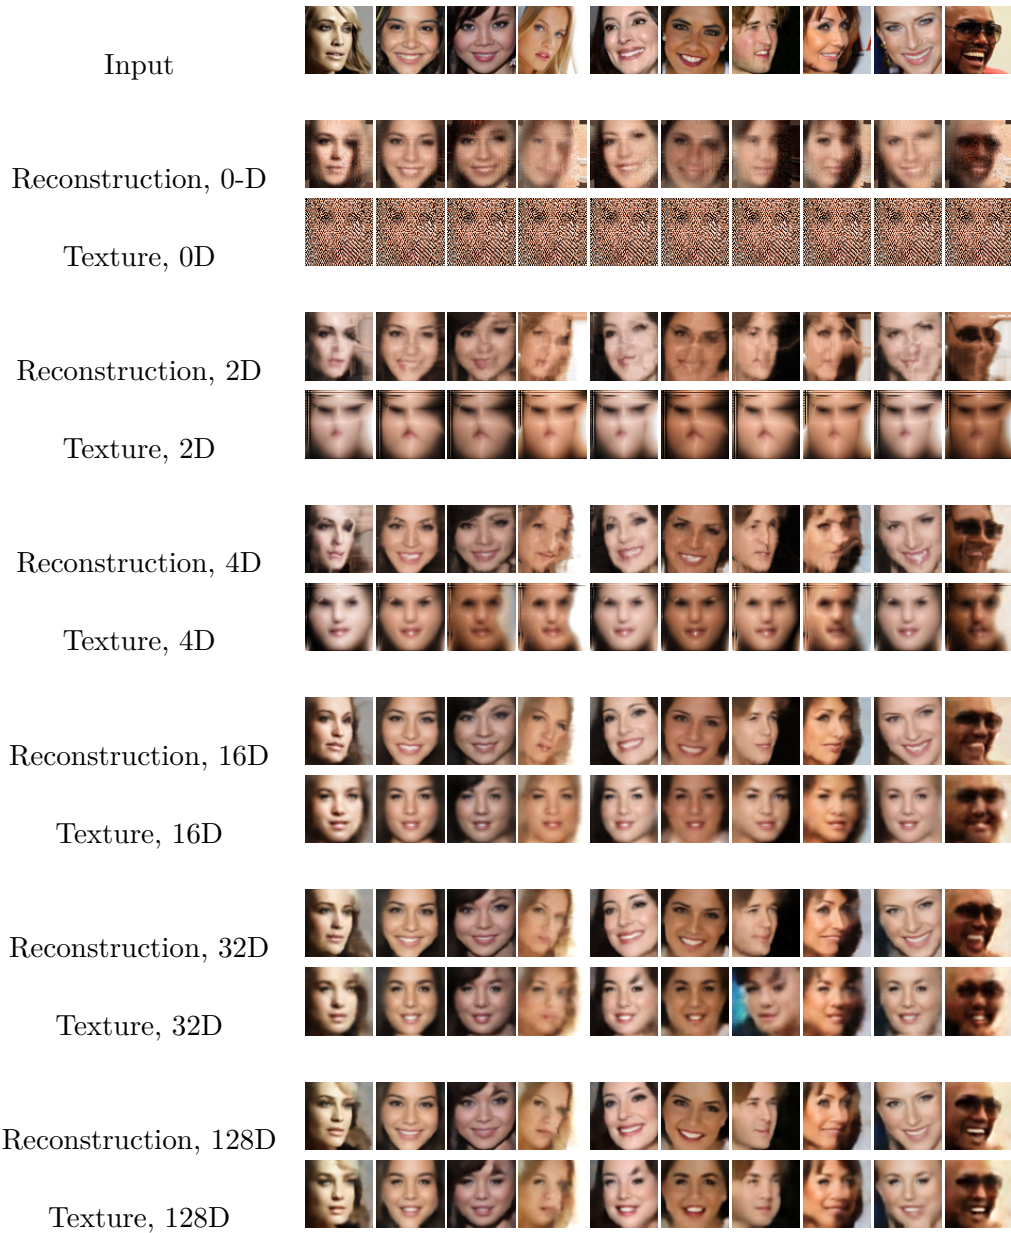 Input
Reconstruction, 0-D
Texture, 0D
Reconstruction, 2D
Texture, 2D
Reconstruction, 4D
Texture, 4D
Reconstruction, 16D
Texture, 16D
Reconstruction, 32D
Texture, 32D
Reconstruction, 128D
Texture, 128D